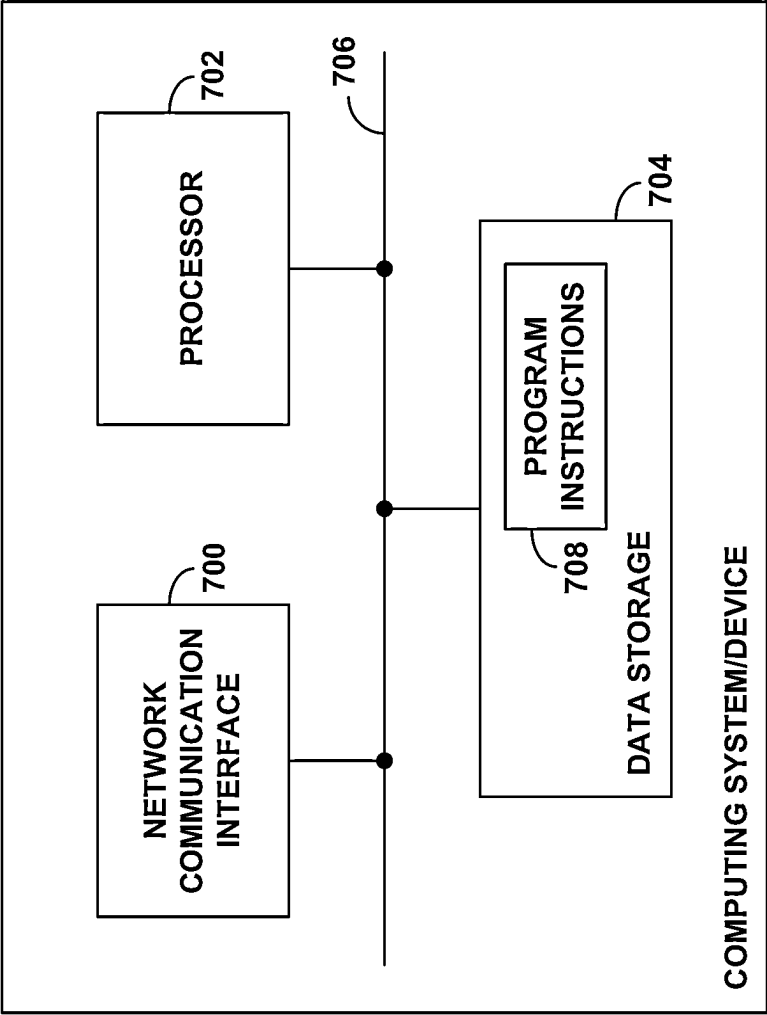 700
NETWORK
COMMUNICATION
INTERFACE
702
PROCESSOR
706
704
708
PROGRAM
INSTRUCTIONS
DATA STORAGE
COMPUTING SYSTEM/DEVICE